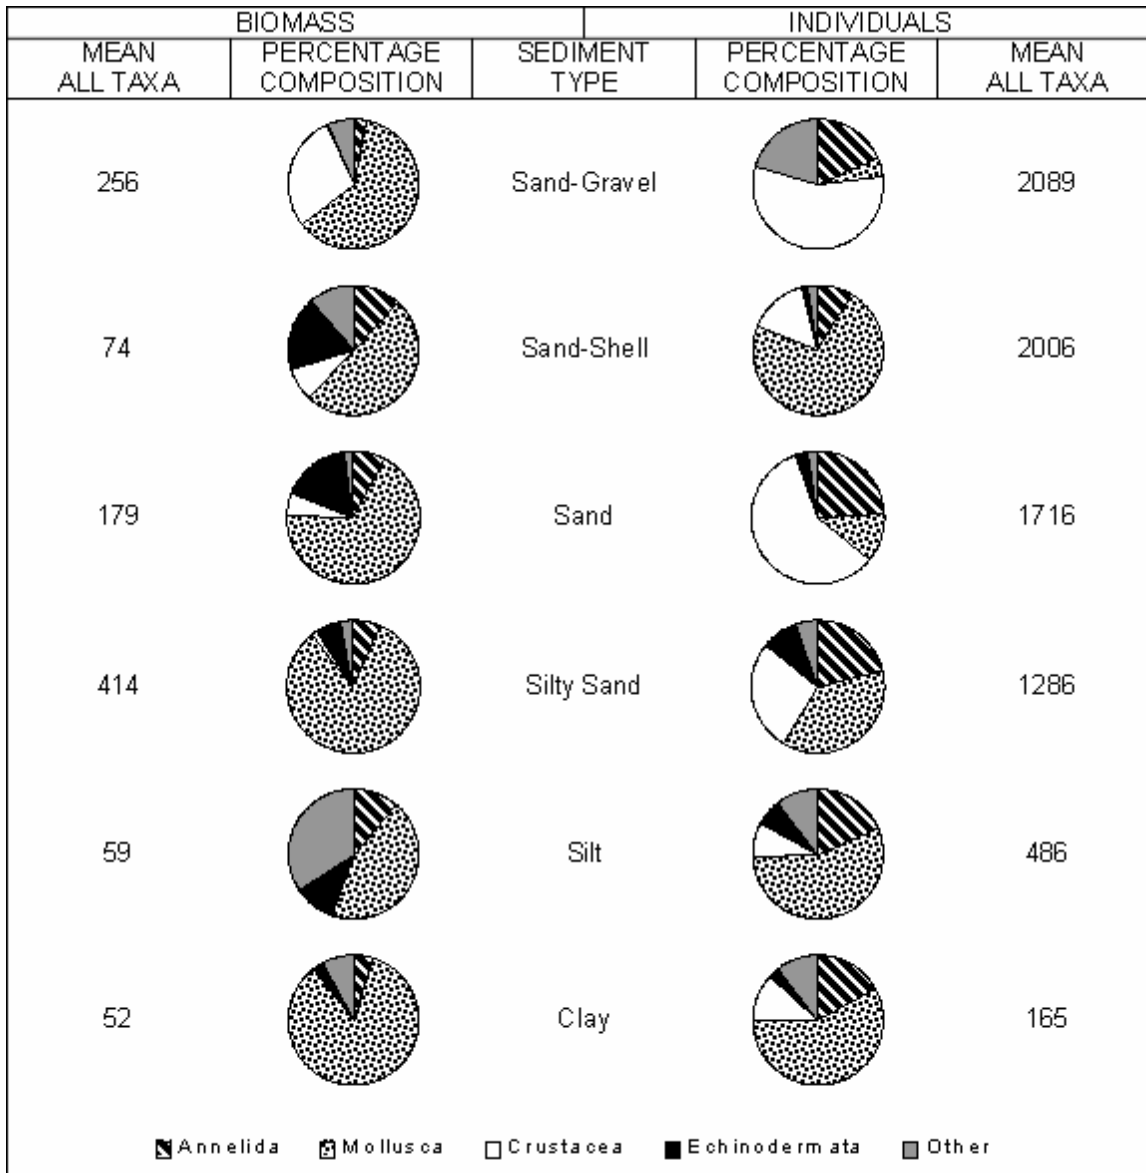 BIOMASS INDIVIDUALS
MEAN PERCENTAGE SEDIMENT PERCENTAGE MEAN
ALL TAXA COMPOSITION TYPE COMPOSITION ALL TAXA
256 Sand-Gravel 2089
74 Sand-Shell 2006
179 Sand 1716
414 Silty Sand 1286
59 Silt 486
52 Clay 165
Annelida Mollusca Crustacea Echinodermata Other